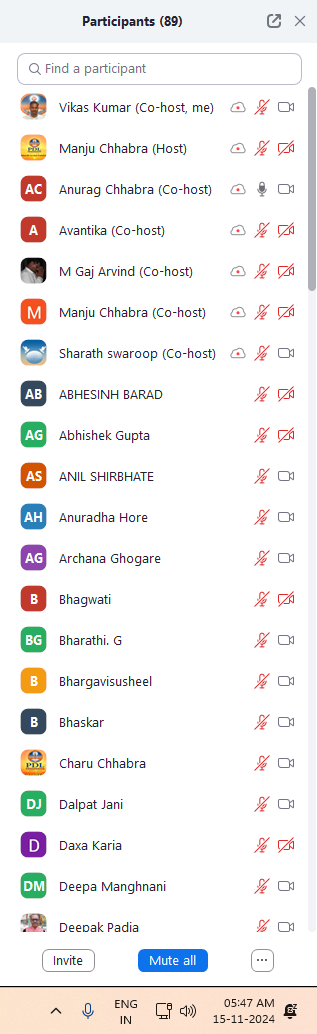 Participants (89)
Find a participant
Vikas Kumar (Co-host, me)
PDL Manju Chhabra (Host)
AC Anurag Chhabra (Co-host)
A Avantika (Co-host)
M Gaj Arvind (Co-host)
M Manju Chhabra (Co-host)
Sharath swaroop (Co-host)
AB ABHESINH BARAD
AG Abhishek Gupta
AS ANIL SHIRBHATE
AH Anuradha Hore
AG Archana Ghogare
B Bhagwati
BG Bharathi. G
B Bhargavisusheel
B Bhaskar
PDL Charu Chhabra
DJ Dalpat Jani
D Daxa Karia
DM Deepa Manghnani
Deepak Padia
Invite Mute all ...
ENG 05:47 AM
IN 15-11-2024